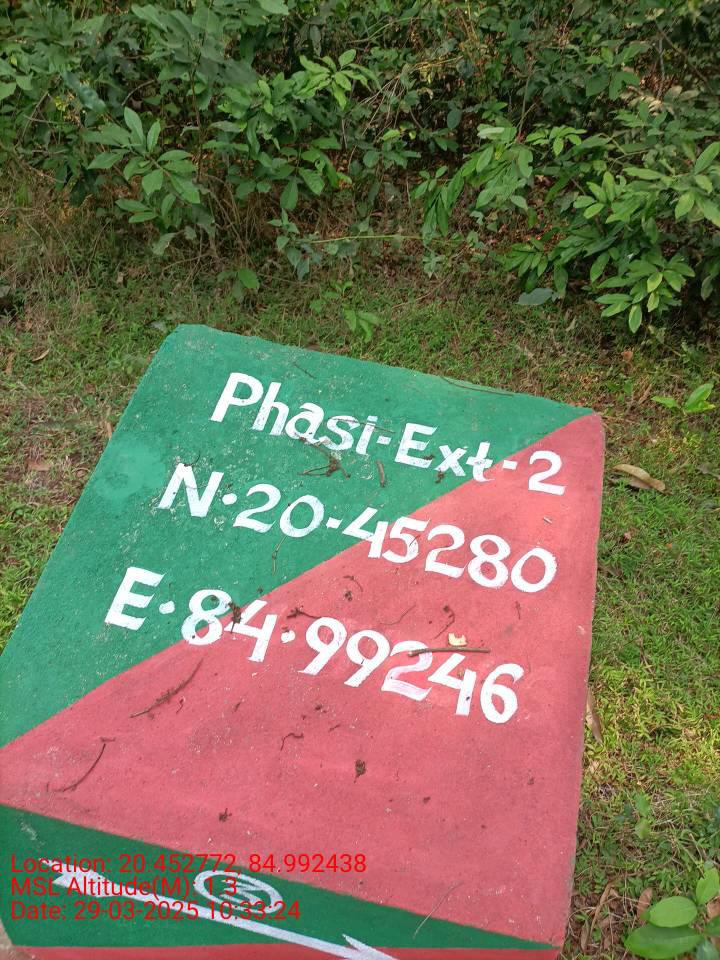 Phasi-Ext-2
N·20-45280
E·84·99246
Location: 20.452772, 84.992438
MSL Altitude(M): 1.3
Date: 29-03-2025 10:33:24